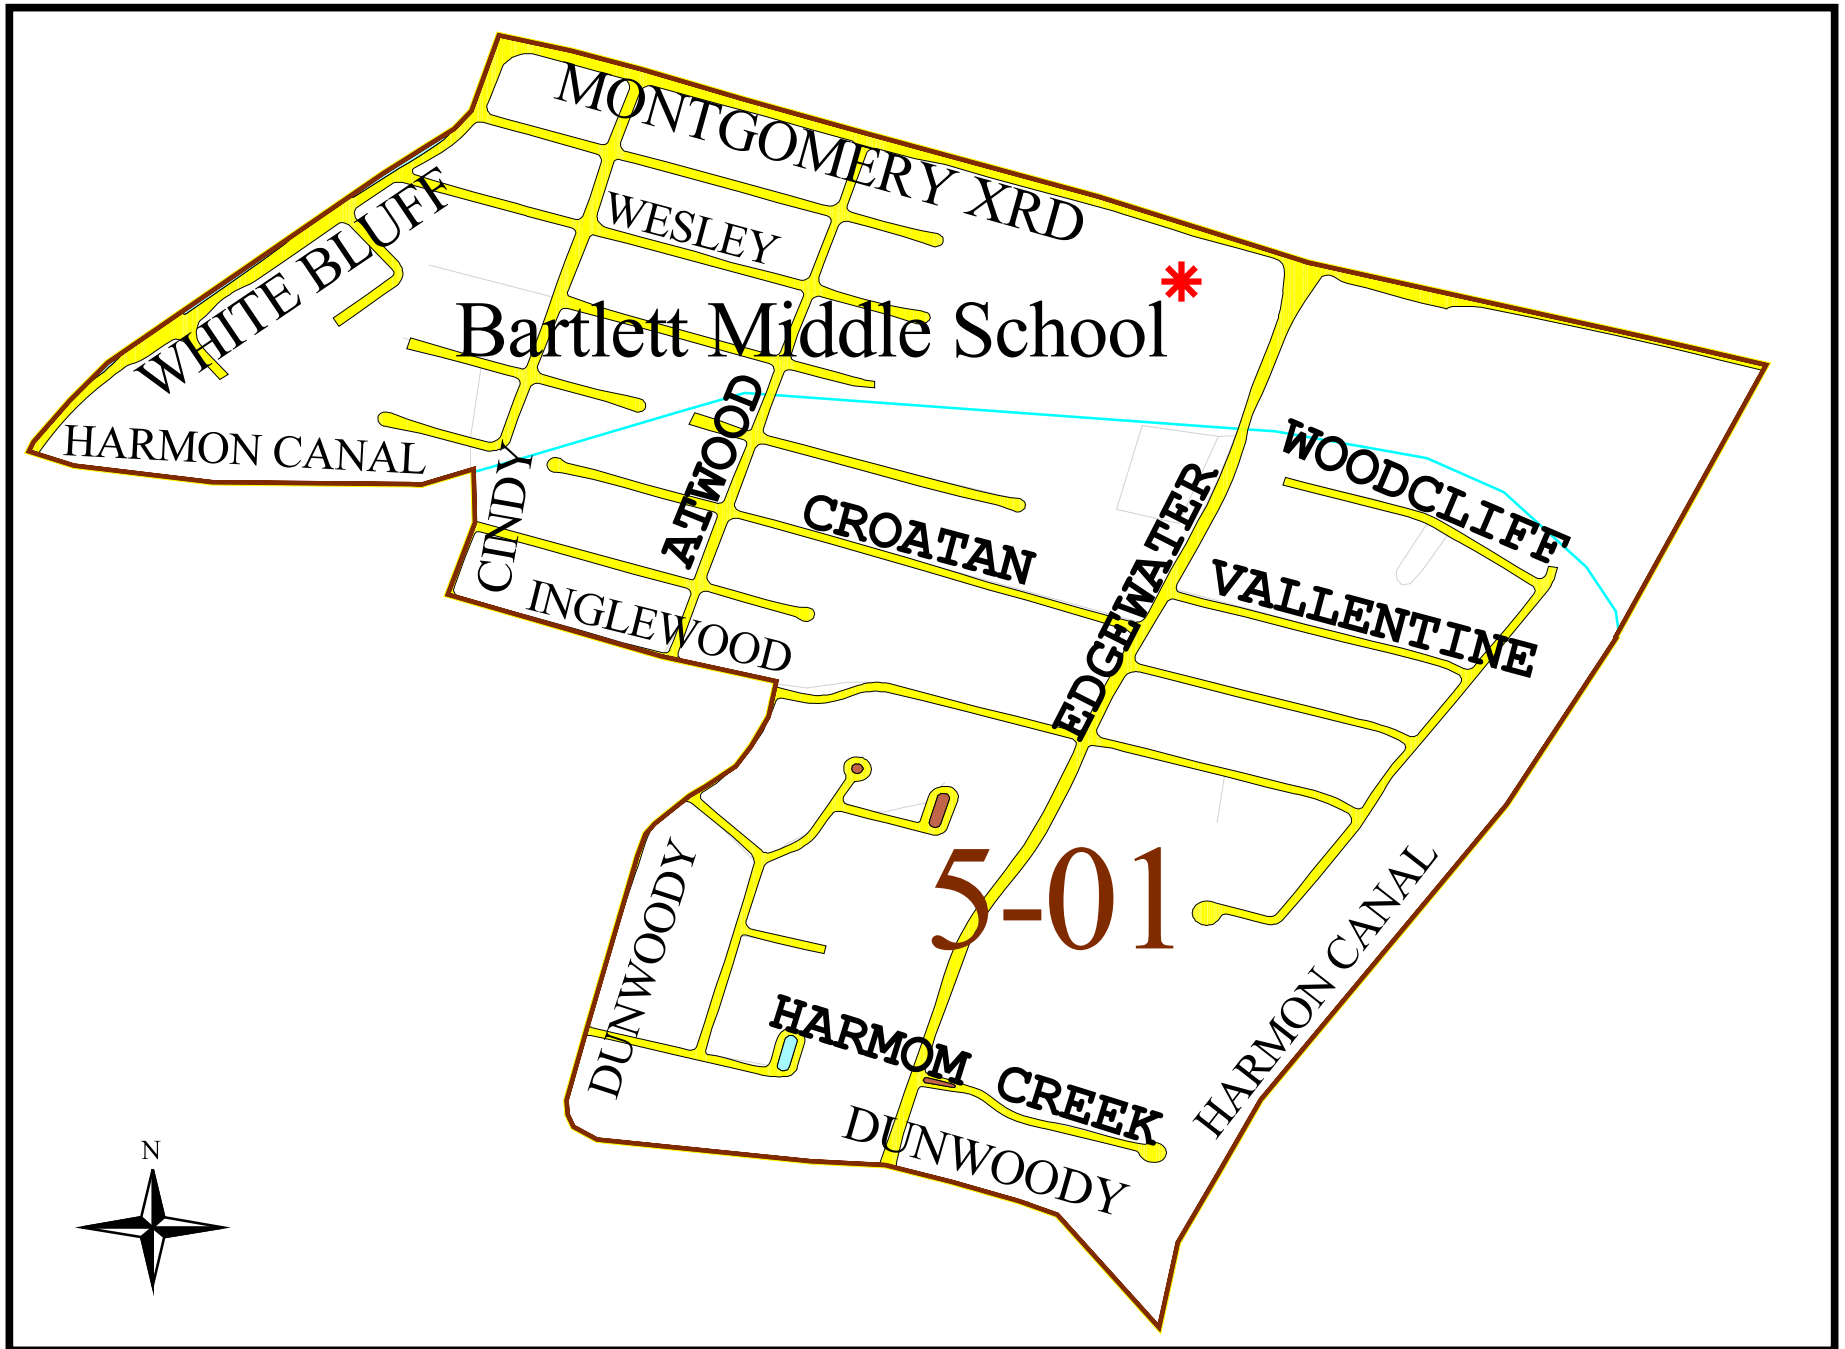 MONTGOMERY XRD
WHITE BLUFF
WESLEY
Bartlett Middle School
HARMON CANAL
ATWOOD
CINDY
WOODCLIFF
CROATAN
EDGEWATER
VALLENTINE
INGLEWOOD
5-01
DUNWOODY
HARMON CANAL
HARMOM CREEK
DUNWOODY
N